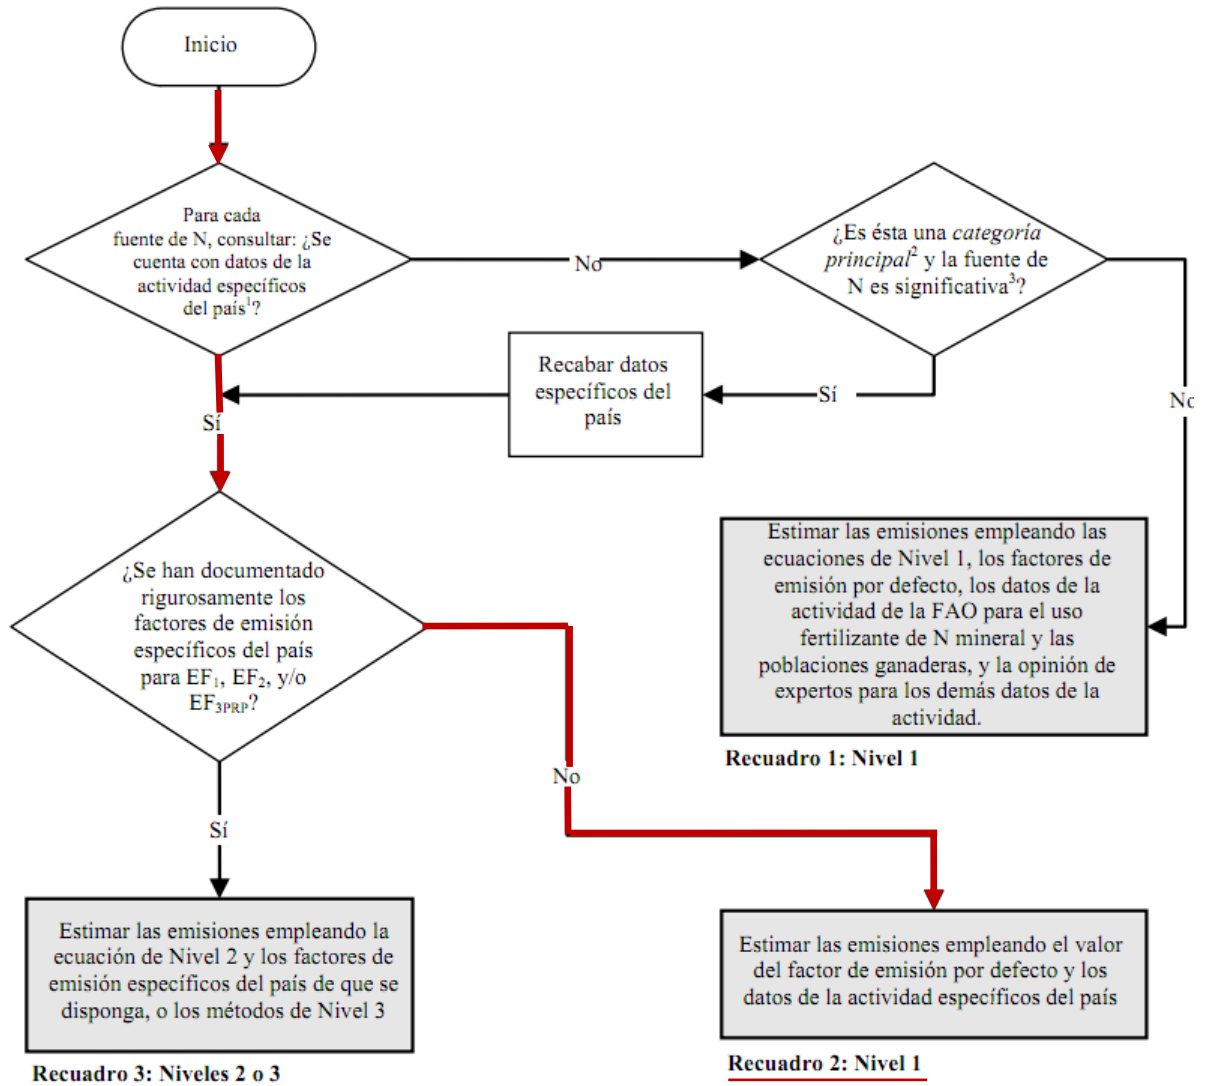 Inicio
Para cada
fuente de N, consultar: ¿Se
cuenta con datos de la
actividad específicos
del país¹?
No
¿Es ésta una categoría
principal² y la fuente de
N es significativa³?
Recabar datos
específicos del
país
Sí
No
Sí
¿Se han documentado
rigurosamente los
factores de emisión
específicos del país
para EF₁, EF₂, y/o
EF₃PRP?
Estimar las emisiones empleando las
ecuaciones de Nivel 1, los factores de
emisión por defecto, los datos de la
actividad de la FAO para el uso
fertilizante de N mineral y las
poblaciones ganaderas, y la opinión de
expertos para los demás datos de la
actividad.
Recuadro 1: Nivel 1
No
Sí
Estimar las emisiones empleando la
ecuación de Nivel 2 y los factores de
emisión específicos del país de que se
disponga, o los métodos de Nivel 3
Recuadro 3: Niveles 2 o 3
Estimar las emisiones empleando el valor
del factor de emisión por defecto y los
datos de la actividad específicos del país
Recuadro 2: Nivel 1